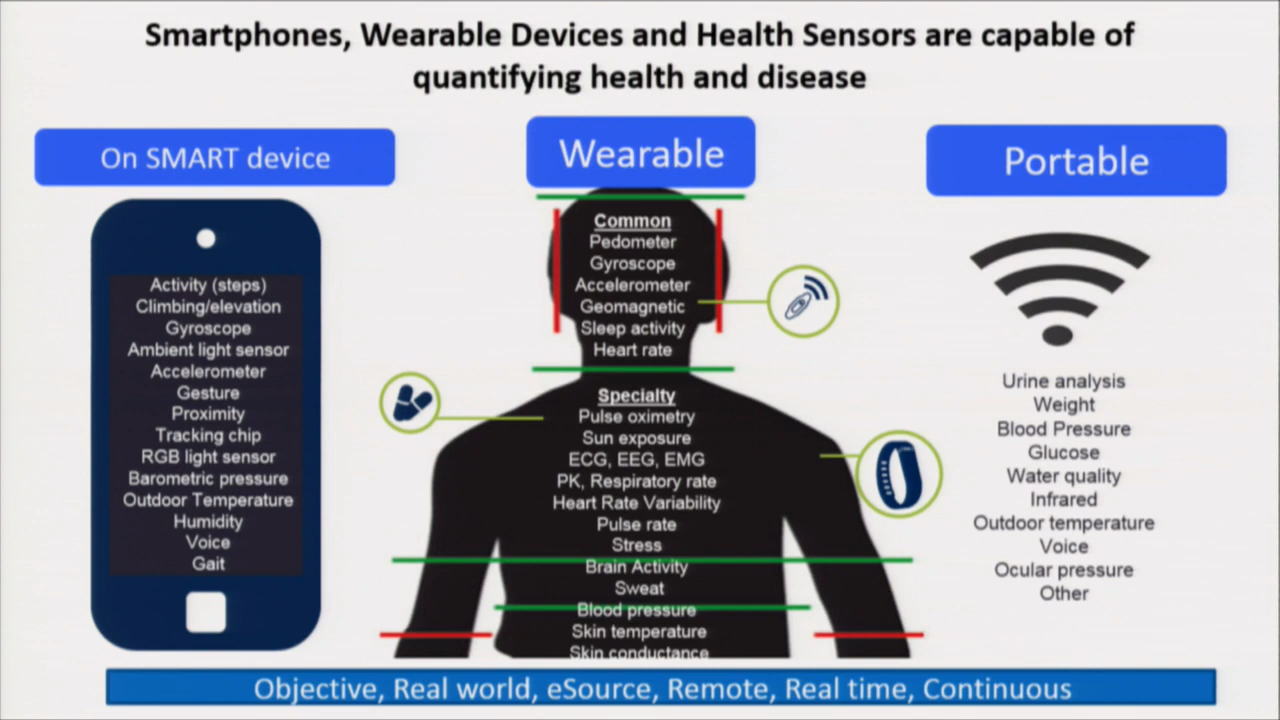 Smartphones, Wearable Devices and Health Sensors are capable of
quantifying health and disease
On SMART device
Activity (steps)
Climbing/elevation
Gyroscope
Ambient light sensor
Accelerometer
Gesture
Proximity
Tracking chip
RGB light sensor
Barometric pressure
Outdoor Temperature
Humidity
Voice
Gait
Wearable
Common
Pedometer
Gyroscope
Accelerometer
Geomagnetic
Sleep activity
Heart rate
Specialty
Pulse oximetry
Sun exposure
ECG, EEG, EMG
PK, Respiratory rate
Heart Rate Variability
Pulse rate
Stress
Brain Activity
Sweat
Blood pressure
Skin temperature
Skin conductance
Portable
Urine analysis
Weight
Blood Pressure
Glucose
Water quality
Infrared
Outdoor temperature
Voice
Ocular pressure
Other
Objective, Real world, eSource, Remote, Real time, Continuous